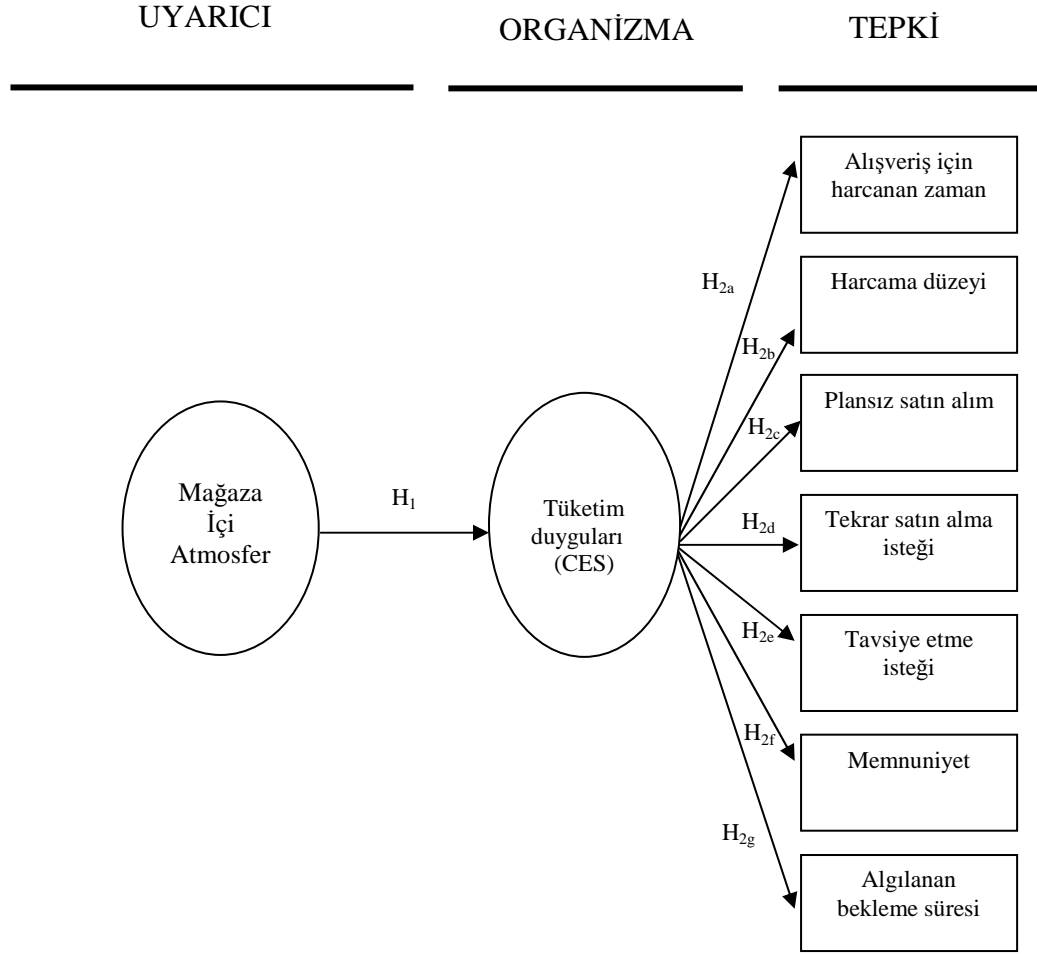 UYARICI
ORGANİZMA
TEPKİ
Mağaza
İçi
Atmosfer
H1
Tüketim
duyguları
(CES)
H2a
H2b
H2c
H2d
H2e
H2f
H2g
Alışveriş için
harcanan zaman
Harcama düzeyi
Plansız satın alım
Tekrar satın alma
isteği
Tavsiye etme
isteği
Memnuniyet
Algılanan
bekleme süresi